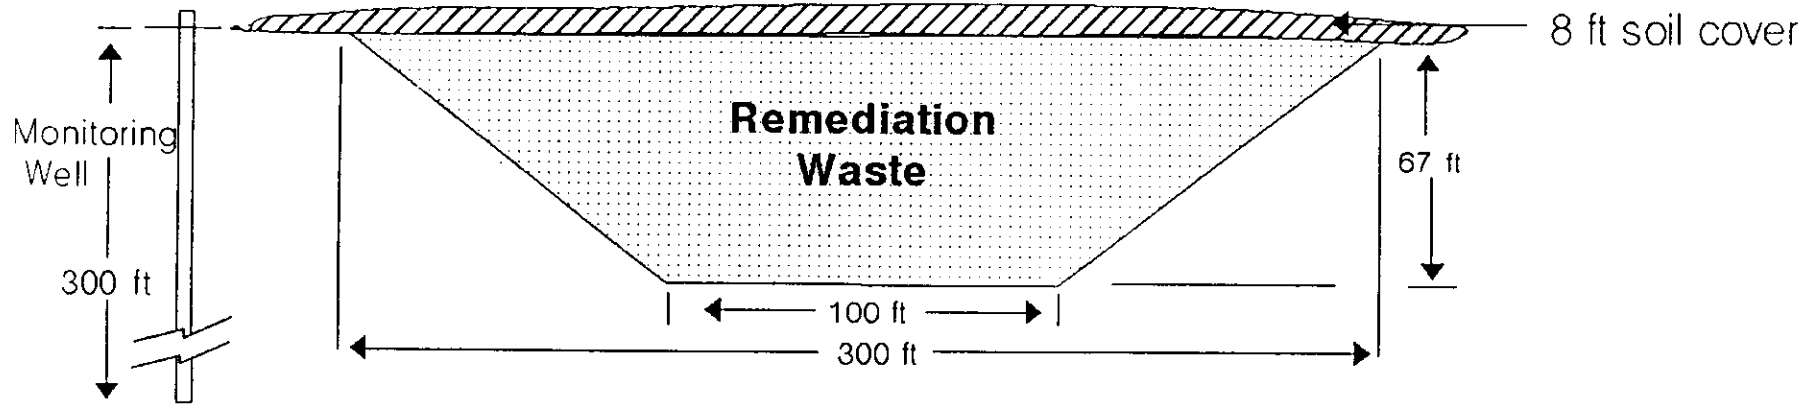 8 ft soil cover
Remediation
Waste
Monitoring
Well
67 ft
300 ft
100 ft
300 ft